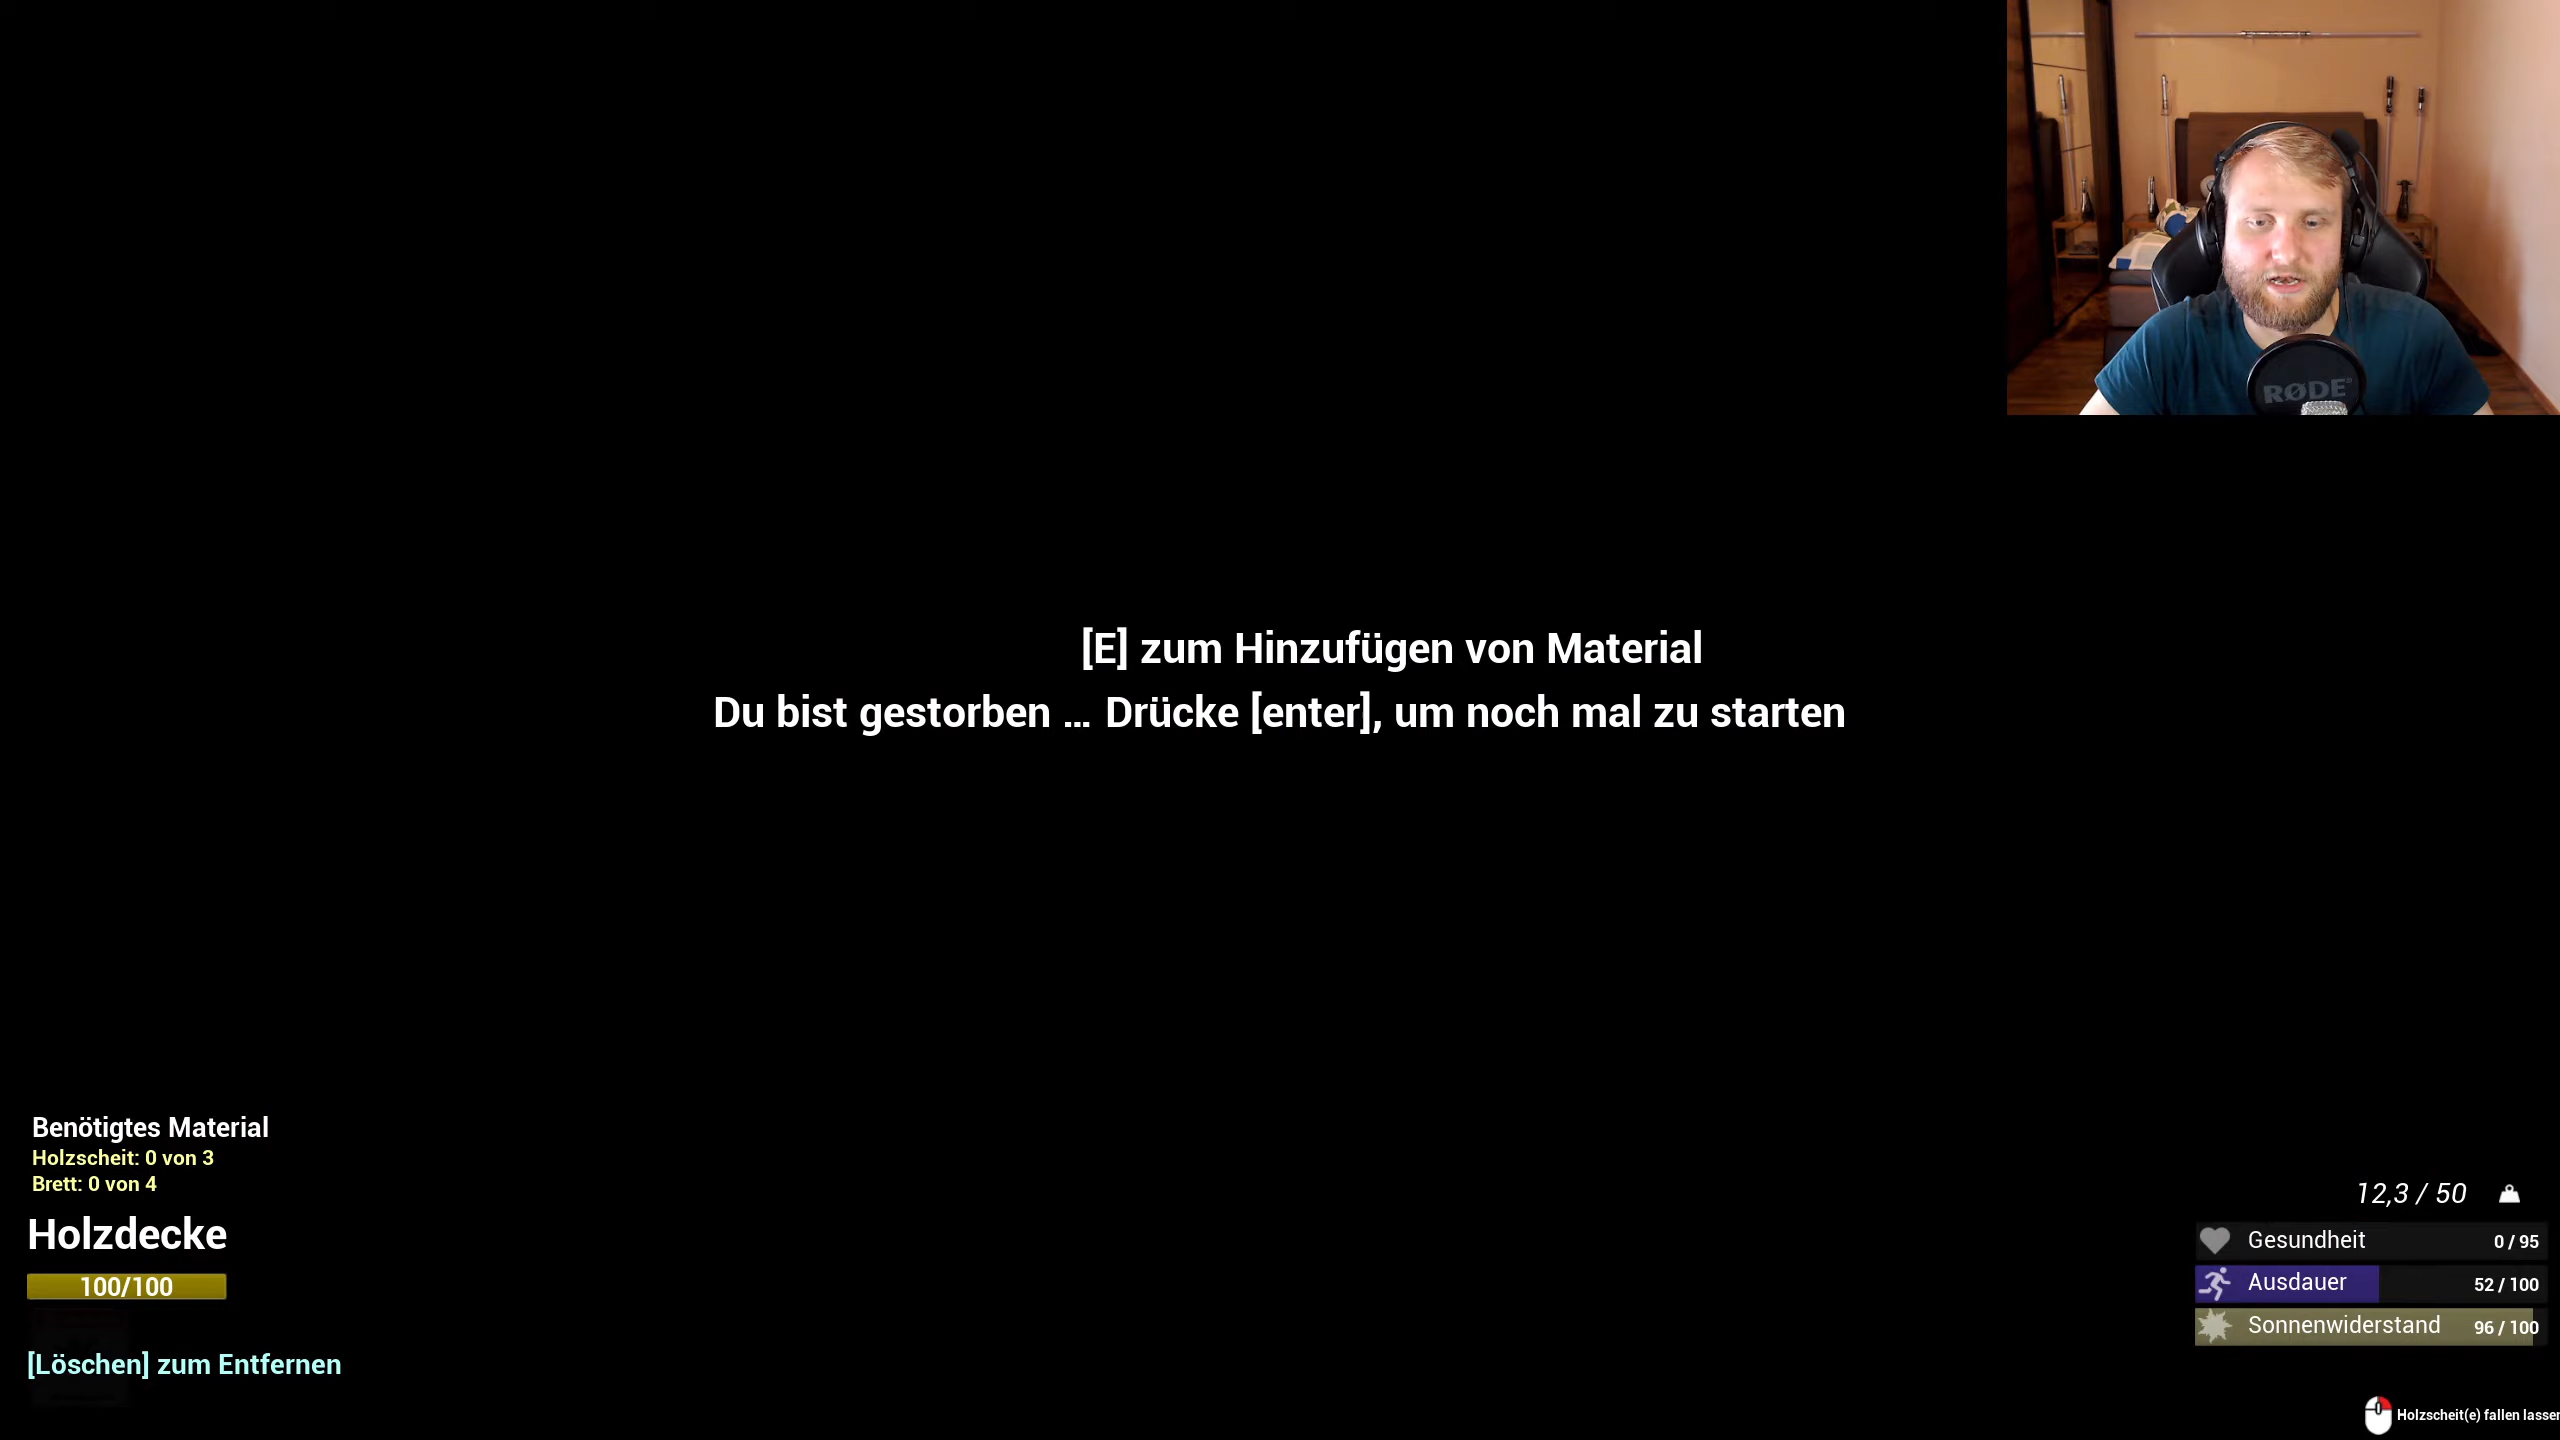 RØDE
[E] zum Hinzufügen von Material
Du bist gestorben ... Drücke [enter], um noch mal zu starten
Benötigtes Material
Holzscheit: 0 von 3
Brett: 0 von 4
Holzdecke
100/100
[Löschen] zum Entfernen
12,3 / 50
Gesundheit 0 / 95
Ausdauer 52 / 100
Sonnenwiderstand 96 / 100
Holzscheit(e) fallen lassen